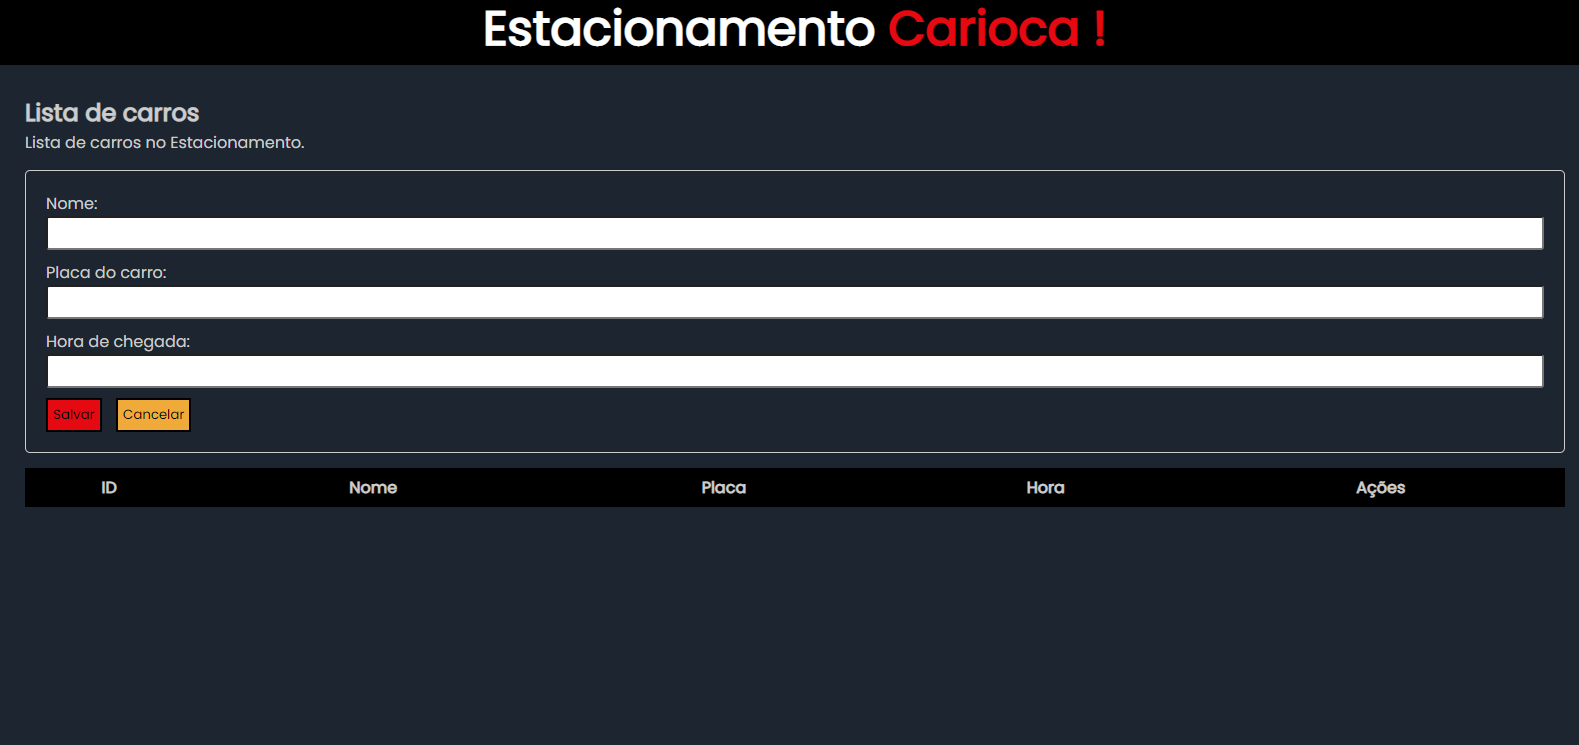 Estacionamento Carioca !
Lista de carros
Lista de carros no Estacionamento.
Nome:
Placa do carro:
Hora de chegada:
Salvar Cancelar
ID Nome Placa Hora Ações